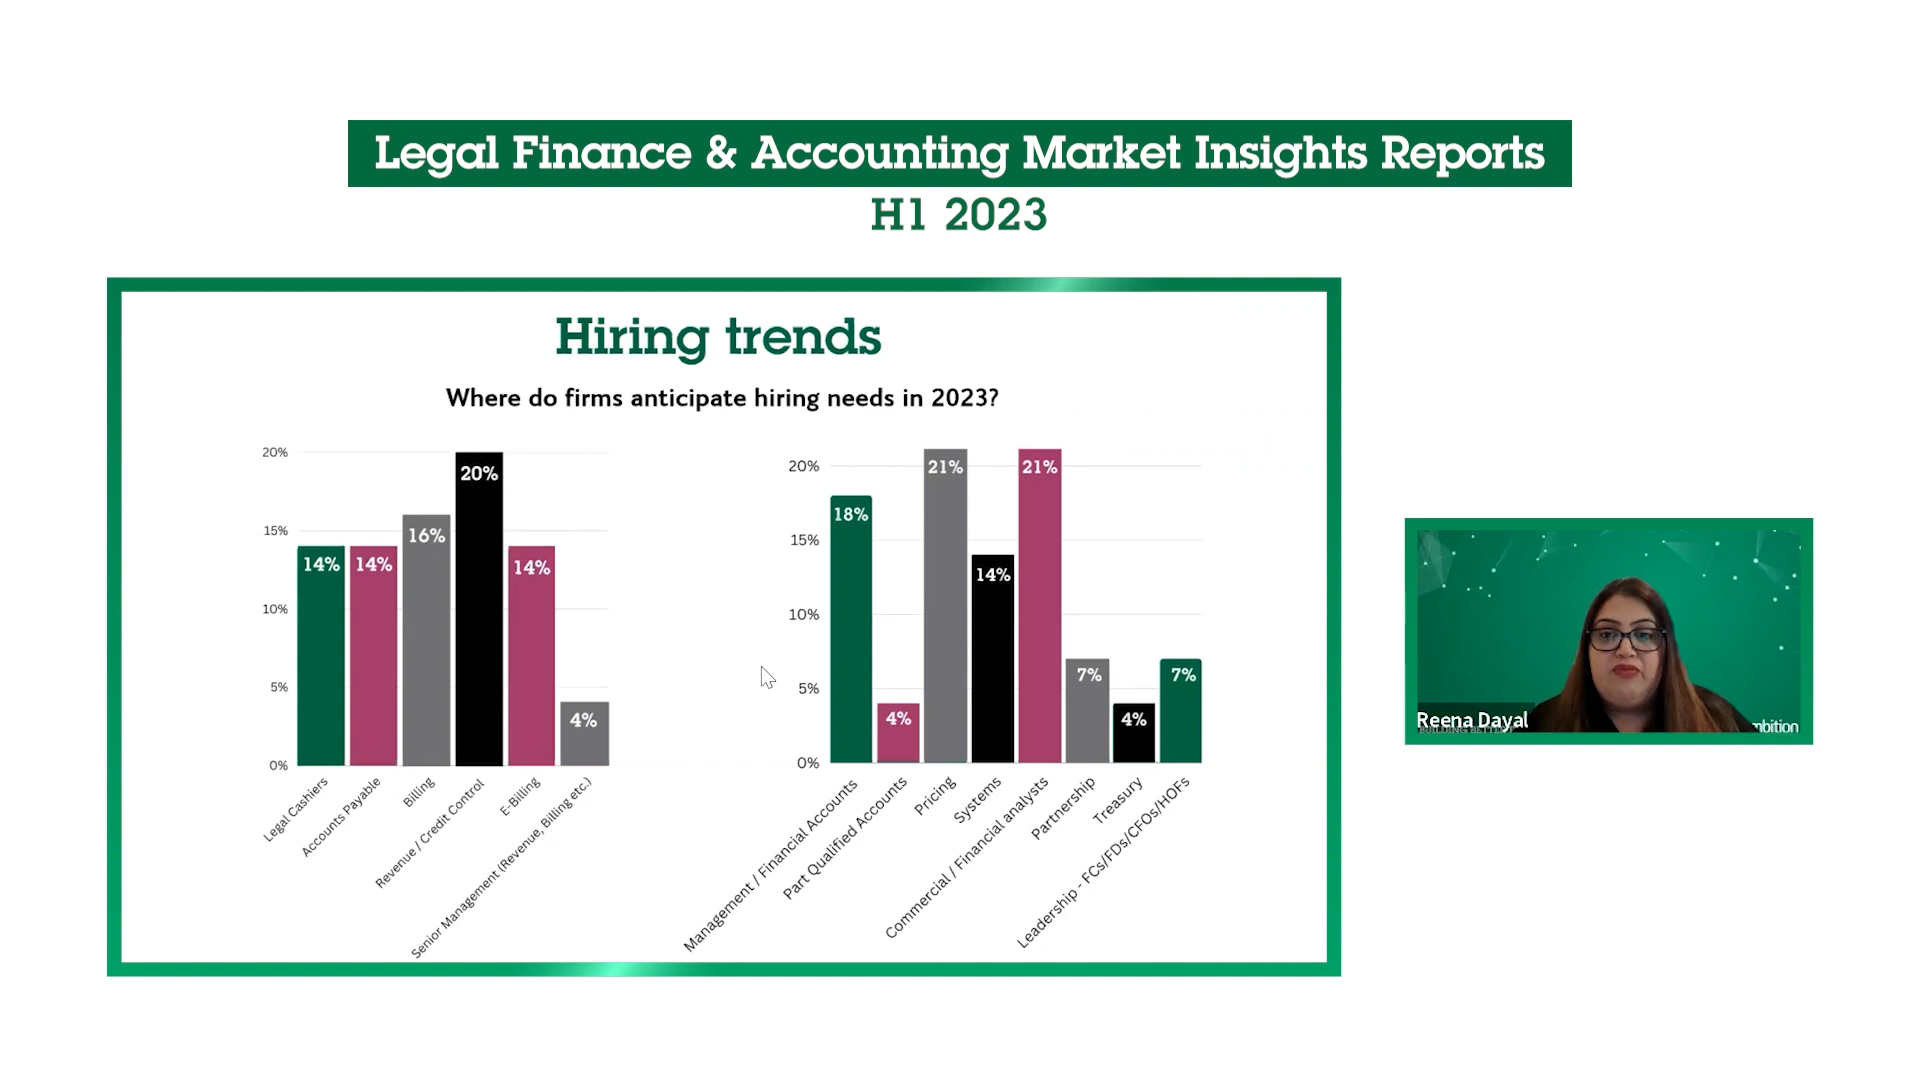 Legal Finance & Accounting Market Insights Reports
H1 2023
Hiring trends
Where do firms anticipate hiring needs in 2023?
20%
15%
10%
5%
0%
14%
14%
16%
20%
14%
4%
Legal Cashiers
Accounts Payable
Billing
Revenue / Credit Control
E-Billing
Senior Management (Revenue, Billing etc.)
20%
15%
10%
5%
0%
18%
4%
21%
14%
21%
7%
4%
7%
Management / Financial Accounts
Part Qualified Accounts
Pricing
Systems
Commercial / Financial analysts
Partnership
Treasury
Leadership - FCs/FDs/CFOs/HOFs
Reena Dayal
BUILDING BETTER
mbition